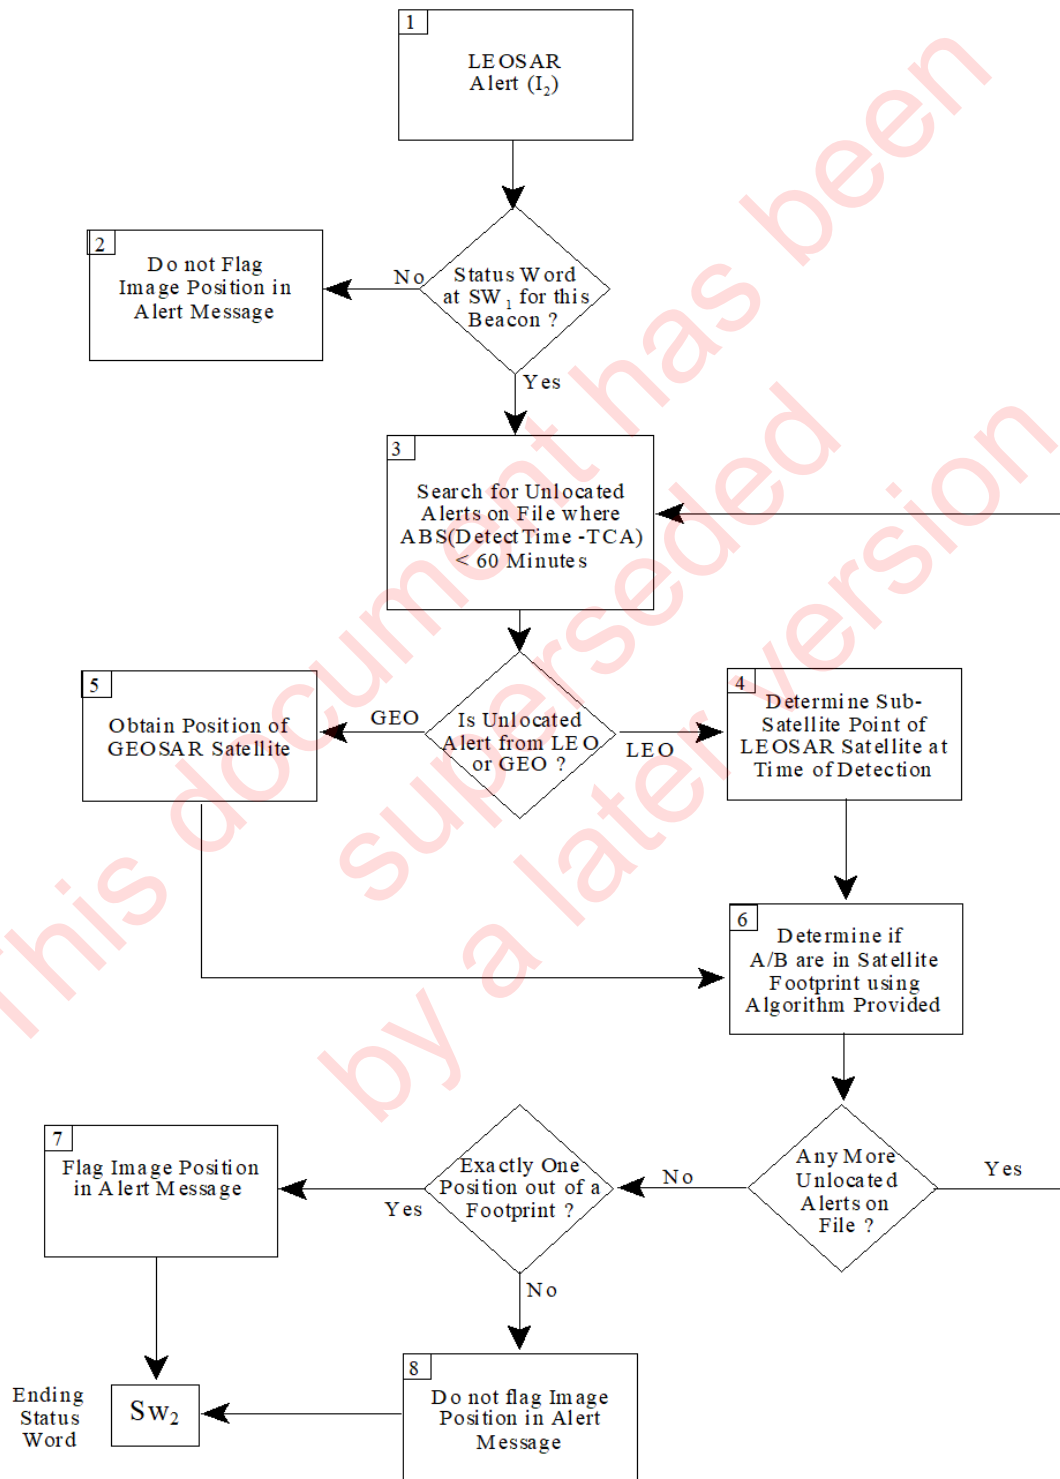 1
LEOSAR
Alert (I2)
2
Do not Flag
Image Position in
Alert Message
No
Status Word
at SW1 for this
Beacon ?
Yes
3
Search for Unlocated
Alerts on File where
ABS(DetectTime -TCA)
< 60 Minutes
5
Obtain Position of
GEOSAR Satellite
GEO
Is Unlocated
Alert from LEO
or GEO ?
LEO
4
Determine Sub-
Satellite Point of
LEOSAR Satellite at
Time of Detection
6
Determine if
A/B are in Satellite
Footprint using
Algorithm Provided
7
Flag Image Position
in Alert Message
Yes
Exactly One
Position out of a
Footprint ?
No
Any More
Unlocated
Alerts on
File ?
Yes
No
8
Do not flag Image
Position in Alert
Message
Ending
Status
Word
Sw2
This document has been
superseded
by a later version